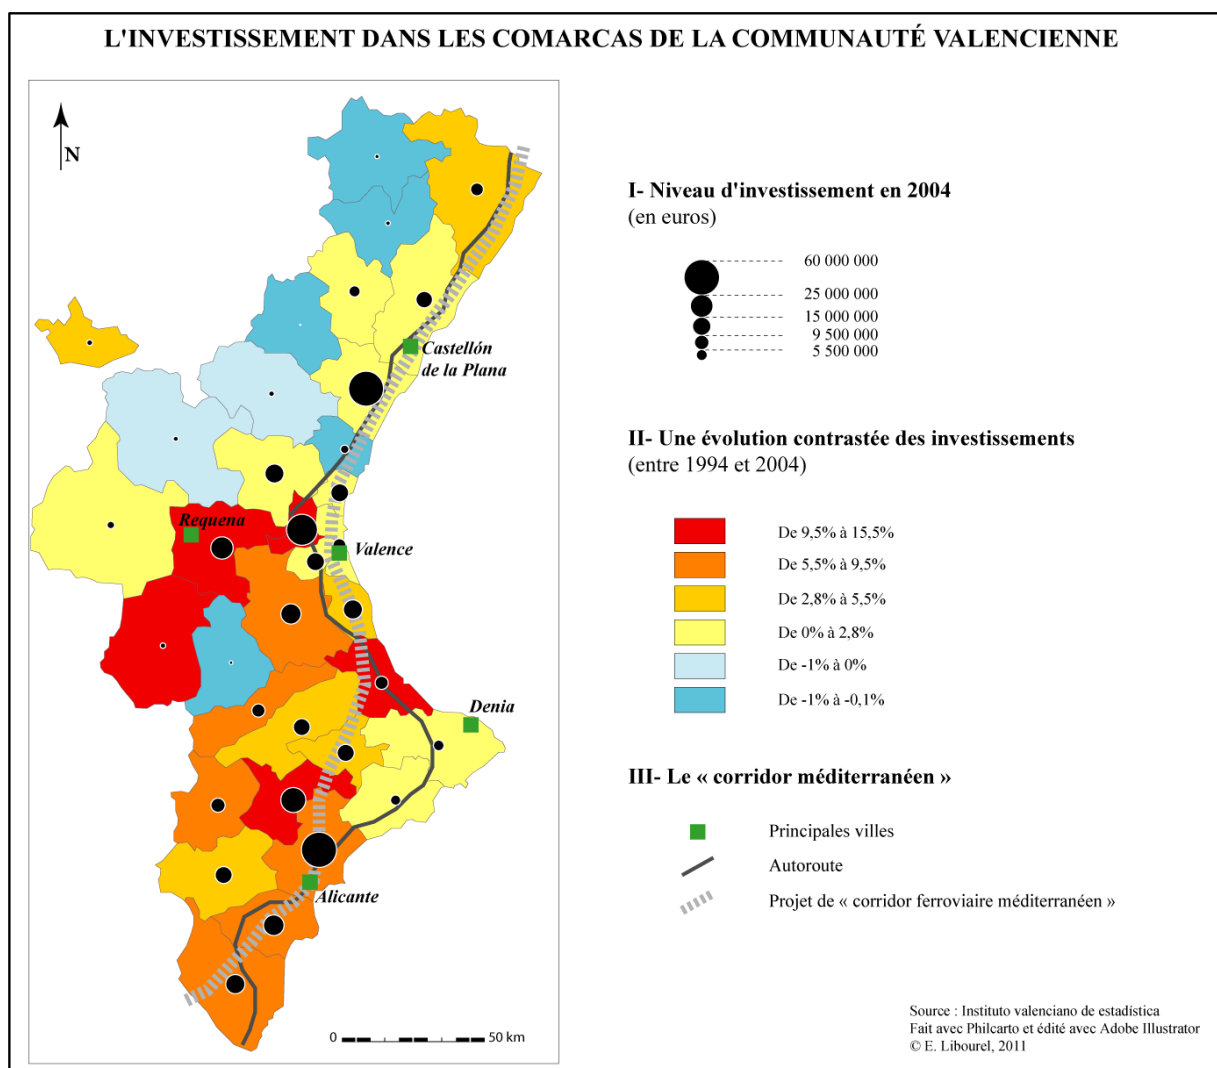 L'INVESTISSEMENT DANS LES COMARCAS DE LA COMMUNAUTÉ VALENCIENNE
N
Castellón
de la Plana
Requena
Valence
Denia
Alicante
0 50 km
I- Niveau d'investissement en 2004
(en euros)
60 000 000
25 000 000
15 000 000
9 500 000
5 500 000
II- Une évolution contrastée des investissements
(entre 1994 et 2004)
De 9,5% à 15,5%
De 5,5% à 9,5%
De 2,8% à 5,5%
De 0% à 2,8%
De -1% à 0%
De -1% à -0,1%
III- Le « corridor méditerranéen »
Principales villes
Autoroute
Projet de « corridor ferroviaire méditerranéen »
Source : Instituto valenciano de estadística
Fait avec Philcarto et édité avec Adobe Illustrator
© E. Libourel, 2011